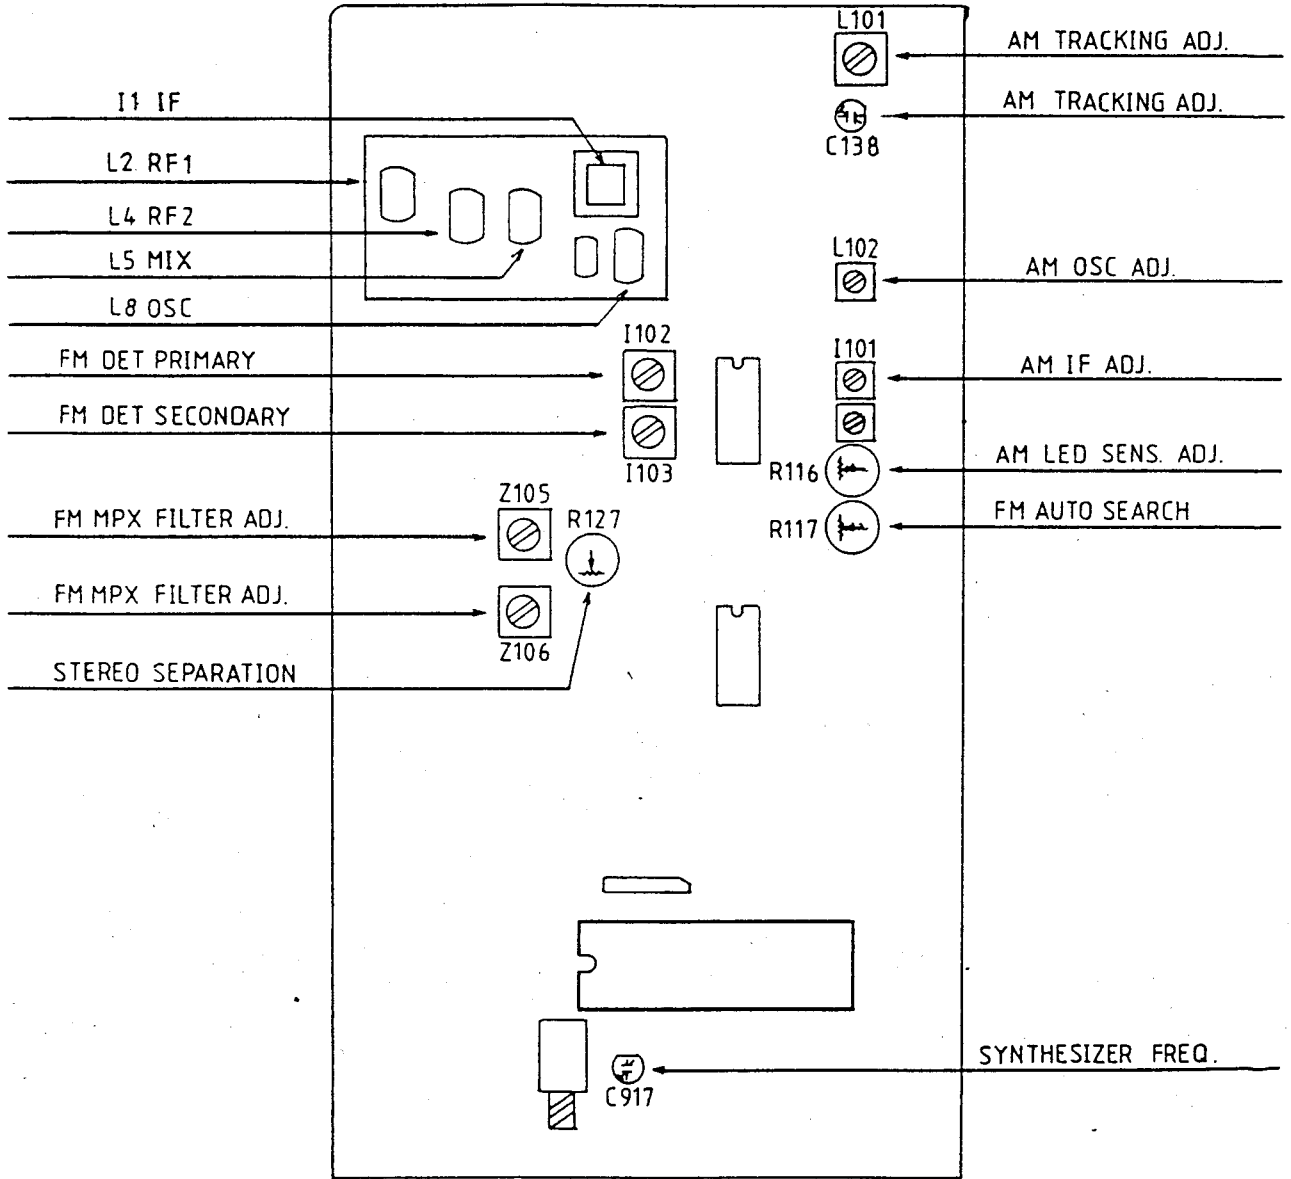 L101
AM TRACKING ADJ.
I1 IF
AM TRACKING ADJ.
C138
L2 RF1
L4 RF2
L5 MIX
L102
AM OSC ADJ.
L8 OSC
I102
I101
FM DET PRIMARY
AM IF ADJ.
FM DET SECONDARY
I103
R116
AM LED SENS. ADJ.
Z105
R127
R117
FM AUTO SEARCH
FM MPX FILTER ADJ.
FM MPX FILTER ADJ.
Z106
STEREO SEPARATION
SYNTHESIZER FREQ.
C917